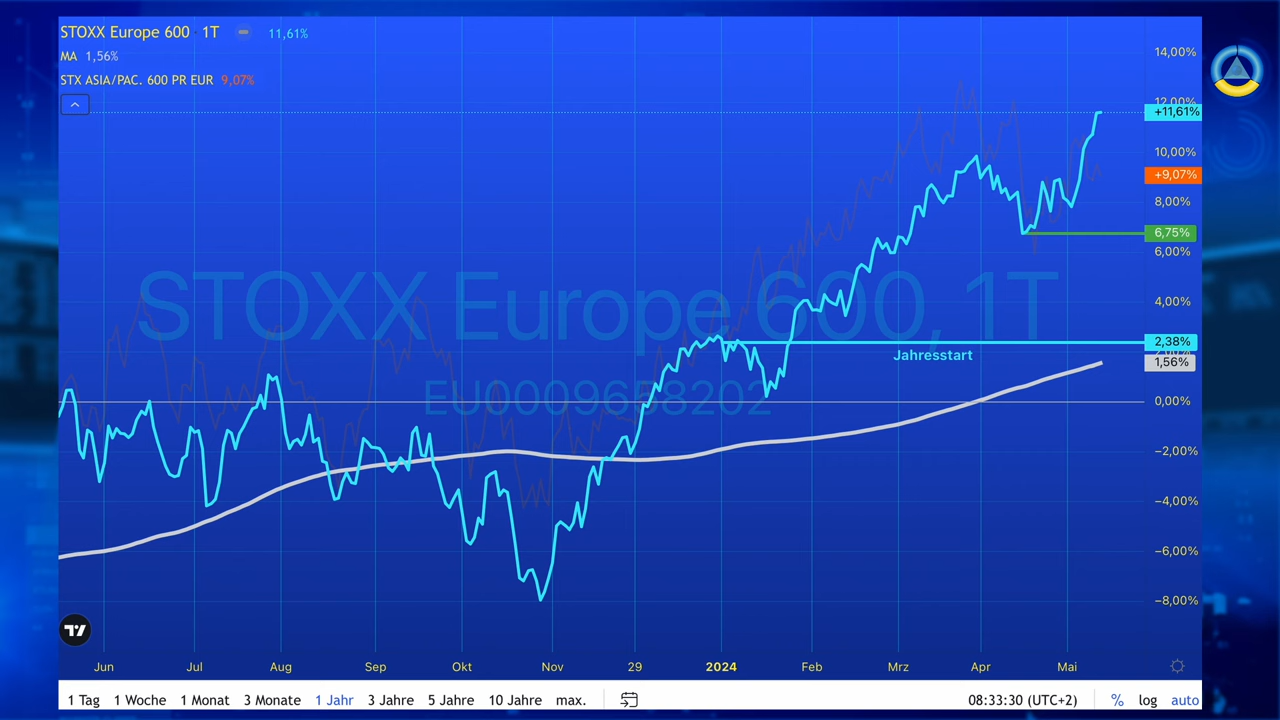 STOXX Europe 600 · 1T 11,61%
MA 1,56%
STX ASIA/PAC. 600 PR EUR 9,07%
14,00%
12,00%
+11,61%
10,00%
+9,07%
8,00%
6,75%
6,00%
STOXX Europe 600, 1T
4,00%
2,38%
2,00%
Jahresstart
1,56%
EU0009658202
0,00%
−2,00%
−4,00%
−6,00%
−8,00%
Jun Jul Aug Sep Okt Nov 29 2024 Feb Mrz Apr Mai
1 Tag 1 Woche 1 Monat 3 Monate 1 Jahr 3 Jahre 5 Jahre 10 Jahre max. 08:33:30 (UTC+2) % log auto